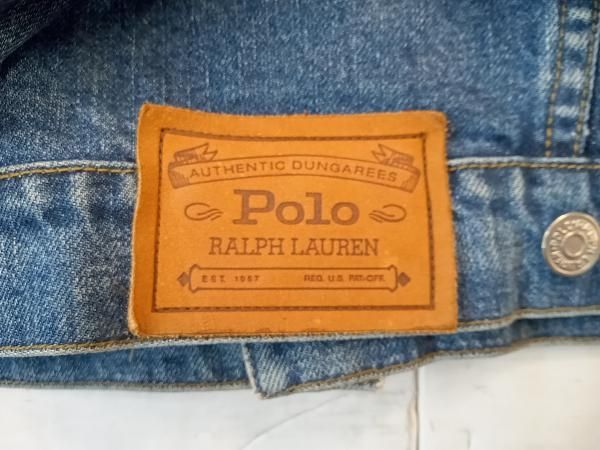 AUTHENTIC DUNGAREES
Polo
RALPH LAUREN
EST. 1967 REG. U.S. PAT-OFF.